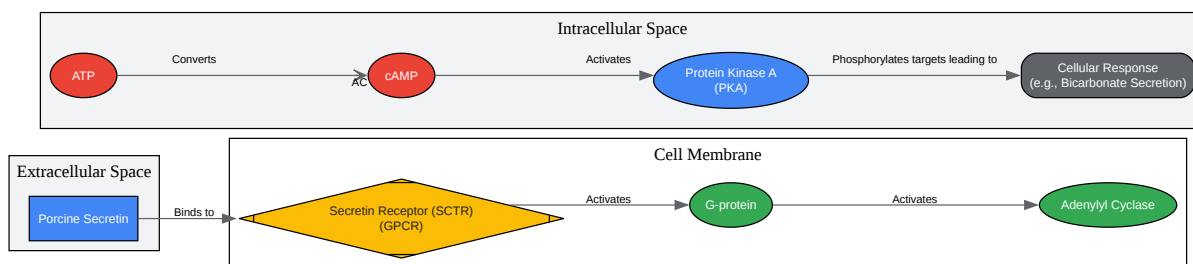 Intracellular Space
ATP
Converts
AC
cAMP
Activates
Protein Kinase A
(PKA)
Phosphorylates targets leading to
Cellular Response
(e.g., Bicarbonate Secretion)
Extracellular Space
Porcine Secretin
Binds to
Cell Membrane
Secretin Receptor (SCTR)
(GPCR)
Activates
G-protein
Activates
Adenylyl Cyclase